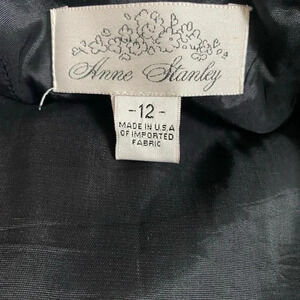 Anne Stanley
- 12 -
MADE IN U.S.A
OF IMPORTED
FABRIC